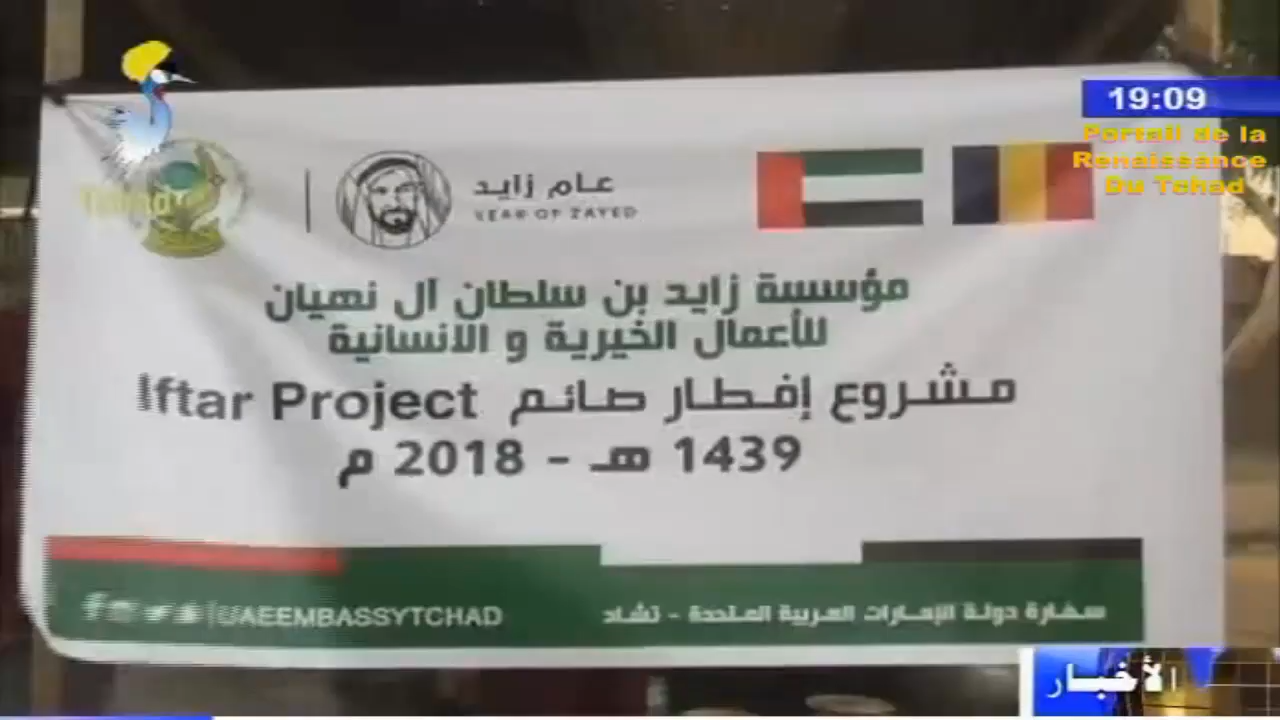 19:09
Portail de la
Renaissance
Du Tchad
Tchad
عام زايد
YEAR OF ZAYED
مؤسسة زايد بن سلطان آل نهيان
للأعمال الخيرية و الانسانية
مشروع إفطار صائم Iftar Project
1439 هـ - 2018 م
UAEEMBASSYTCHAD
سفارة دولة الإمارات العربية المتحدة - تشاد
الأخبار